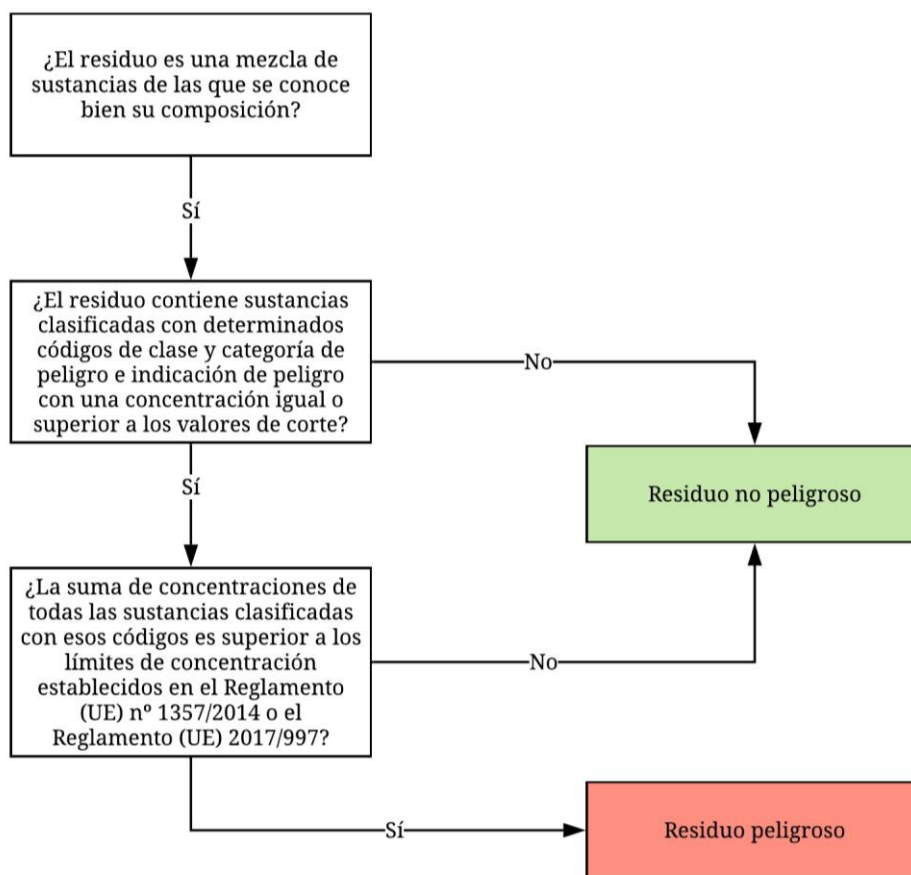 ¿El residuo es una mezcla de
sustancias de las que se conoce
bien su composición?
Sí
¿El residuo contiene sustancias
clasificadas con determinados
códigos de clase y categoría de
peligro e indicación de peligro
con una concentración igual o
superior a los valores de corte?
No
Sí
Residuo no peligroso
¿La suma de concentraciones de
todas las sustancias clasificadas
con esos códigos es superior a los
límites de concentración
establecidos en el Reglamento
(UE) nº 1357/2014 o el
Reglamento (UE) 2017/997?
No
Sí
Residuo peligroso